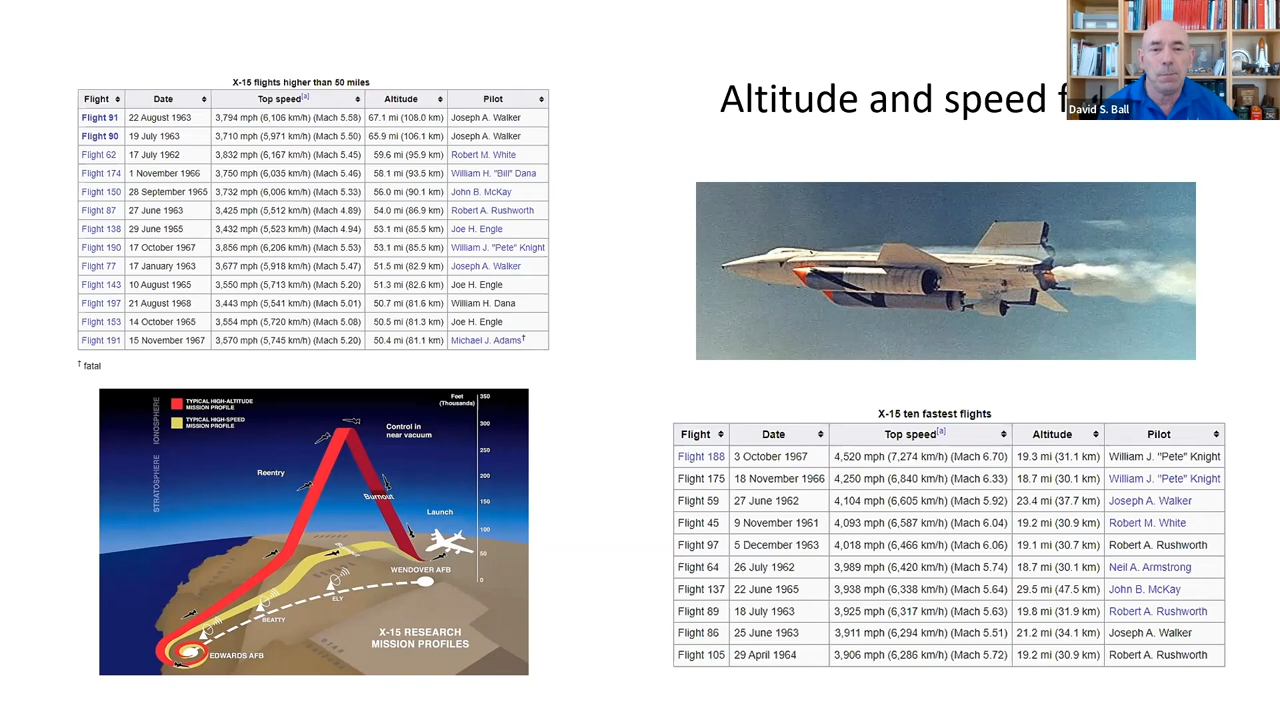 Altitude and speed f
David S. Ball
X-15 flights higher than 50 miles
Flight Date Top speed[a] Altitude Pilot
Flight 91 22 August 1963 3,794 mph (6,106 km/h) (Mach 5.58) 67.1 mi (108.0 km) Joseph A. Walker
Flight 90 19 July 1963 3,710 mph (5,971 km/h) (Mach 5.50) 65.9 mi (106.1 km) Joseph A. Walker
Flight 62 17 July 1962 3,832 mph (6,167 km/h) (Mach 5.45) 59.6 mi (95.9 km) Robert M. White
Flight 174 1 November 1966 3,750 mph (6,035 km/h) (Mach 5.46) 58.1 mi (93.5 km) William H. "Bill" Dana
Flight 150 28 September 1965 3,732 mph (6,006 km/h) (Mach 5.33) 56.0 mi (90.1 km) John B. McKay
Flight 87 27 June 1963 3,425 mph (5,512 km/h) (Mach 4.89) 54.0 mi (86.9 km) Robert A. Rushworth
Flight 138 29 June 1965 3,432 mph (5,523 km/h) (Mach 4.94) 53.1 mi (85.5 km) Joe H. Engle
Flight 190 17 October 1967 3,856 mph (6,206 km/h) (Mach 5.53) 53.1 mi (85.5 km) William J. "Pete" Knight
Flight 77 17 January 1963 3,677 mph (5,918 km/h) (Mach 5.47) 51.5 mi (82.9 km) Joseph A. Walker
Flight 143 10 August 1965 3,550 mph (5,713 km/h) (Mach 5.20) 51.3 mi (82.6 km) Joe H. Engle
Flight 197 21 August 1968 3,443 mph (5,541 km/h) (Mach 5.01) 50.7 mi (81.6 km) William H. Dana
Flight 153 14 October 1965 3,554 mph (5,720 km/h) (Mach 5.08) 50.5 mi (81.3 km) Joe H. Engle
Flight 191 15 November 1967 3,570 mph (5,745 km/h) (Mach 5.20) 50.4 mi (81.1 km) Michael J. Adams†
† fatal
IONOSPHERE
STRATOSPHERE
TYPICAL HIGH-ALTITUDE
MISSION PROFILE
TYPICAL HIGH-SPEED
MISSION PROFILE
Feet
(Thousands)
350
300
250
200
150
100
50
0
Control in
near vacuum
Reentry
Burnout
Launch
WENDOVER AFB
ELY
BEATTY
EDWARDS AFB
X-15 RESEARCH
MISSION PROFILES
X-15 ten fastest flights
Flight Date Top speed[a] Altitude Pilot
Flight 188 3 October 1967 4,520 mph (7,274 km/h) (Mach 6.70) 19.3 mi (31.1 km) William J. "Pete" Knight
Flight 175 18 November 1966 4,250 mph (6,840 km/h) (Mach 6.33) 18.7 mi (30.1 km) William J. "Pete" Knight
Flight 59 27 June 1962 4,104 mph (6,605 km/h) (Mach 5.92) 23.4 mi (37.7 km) Joseph A. Walker
Flight 45 9 November 1961 4,093 mph (6,587 km/h) (Mach 6.04) 19.2 mi (30.9 km) Robert M. White
Flight 97 5 December 1963 4,018 mph (6,466 km/h) (Mach 6.06) 19.1 mi (30.7 km) Robert A. Rushworth
Flight 64 26 July 1962 3,989 mph (6,420 km/h) (Mach 5.74) 18.7 mi (30.1 km) Neil A. Armstrong
Flight 137 22 June 1965 3,938 mph (6,338 km/h) (Mach 5.64) 29.5 mi (47.5 km) John B. McKay
Flight 89 18 July 1963 3,925 mph (6,317 km/h) (Mach 5.63) 19.8 mi (31.9 km) Robert A. Rushworth
Flight 86 25 June 1963 3,911 mph (6,294 km/h) (Mach 5.51) 21.2 mi (34.1 km) Joseph A. Walker
Flight 105 29 April 1964 3,906 mph (6,286 km/h) (Mach 5.72) 19.2 mi (30.9 km) Robert A. Rushworth